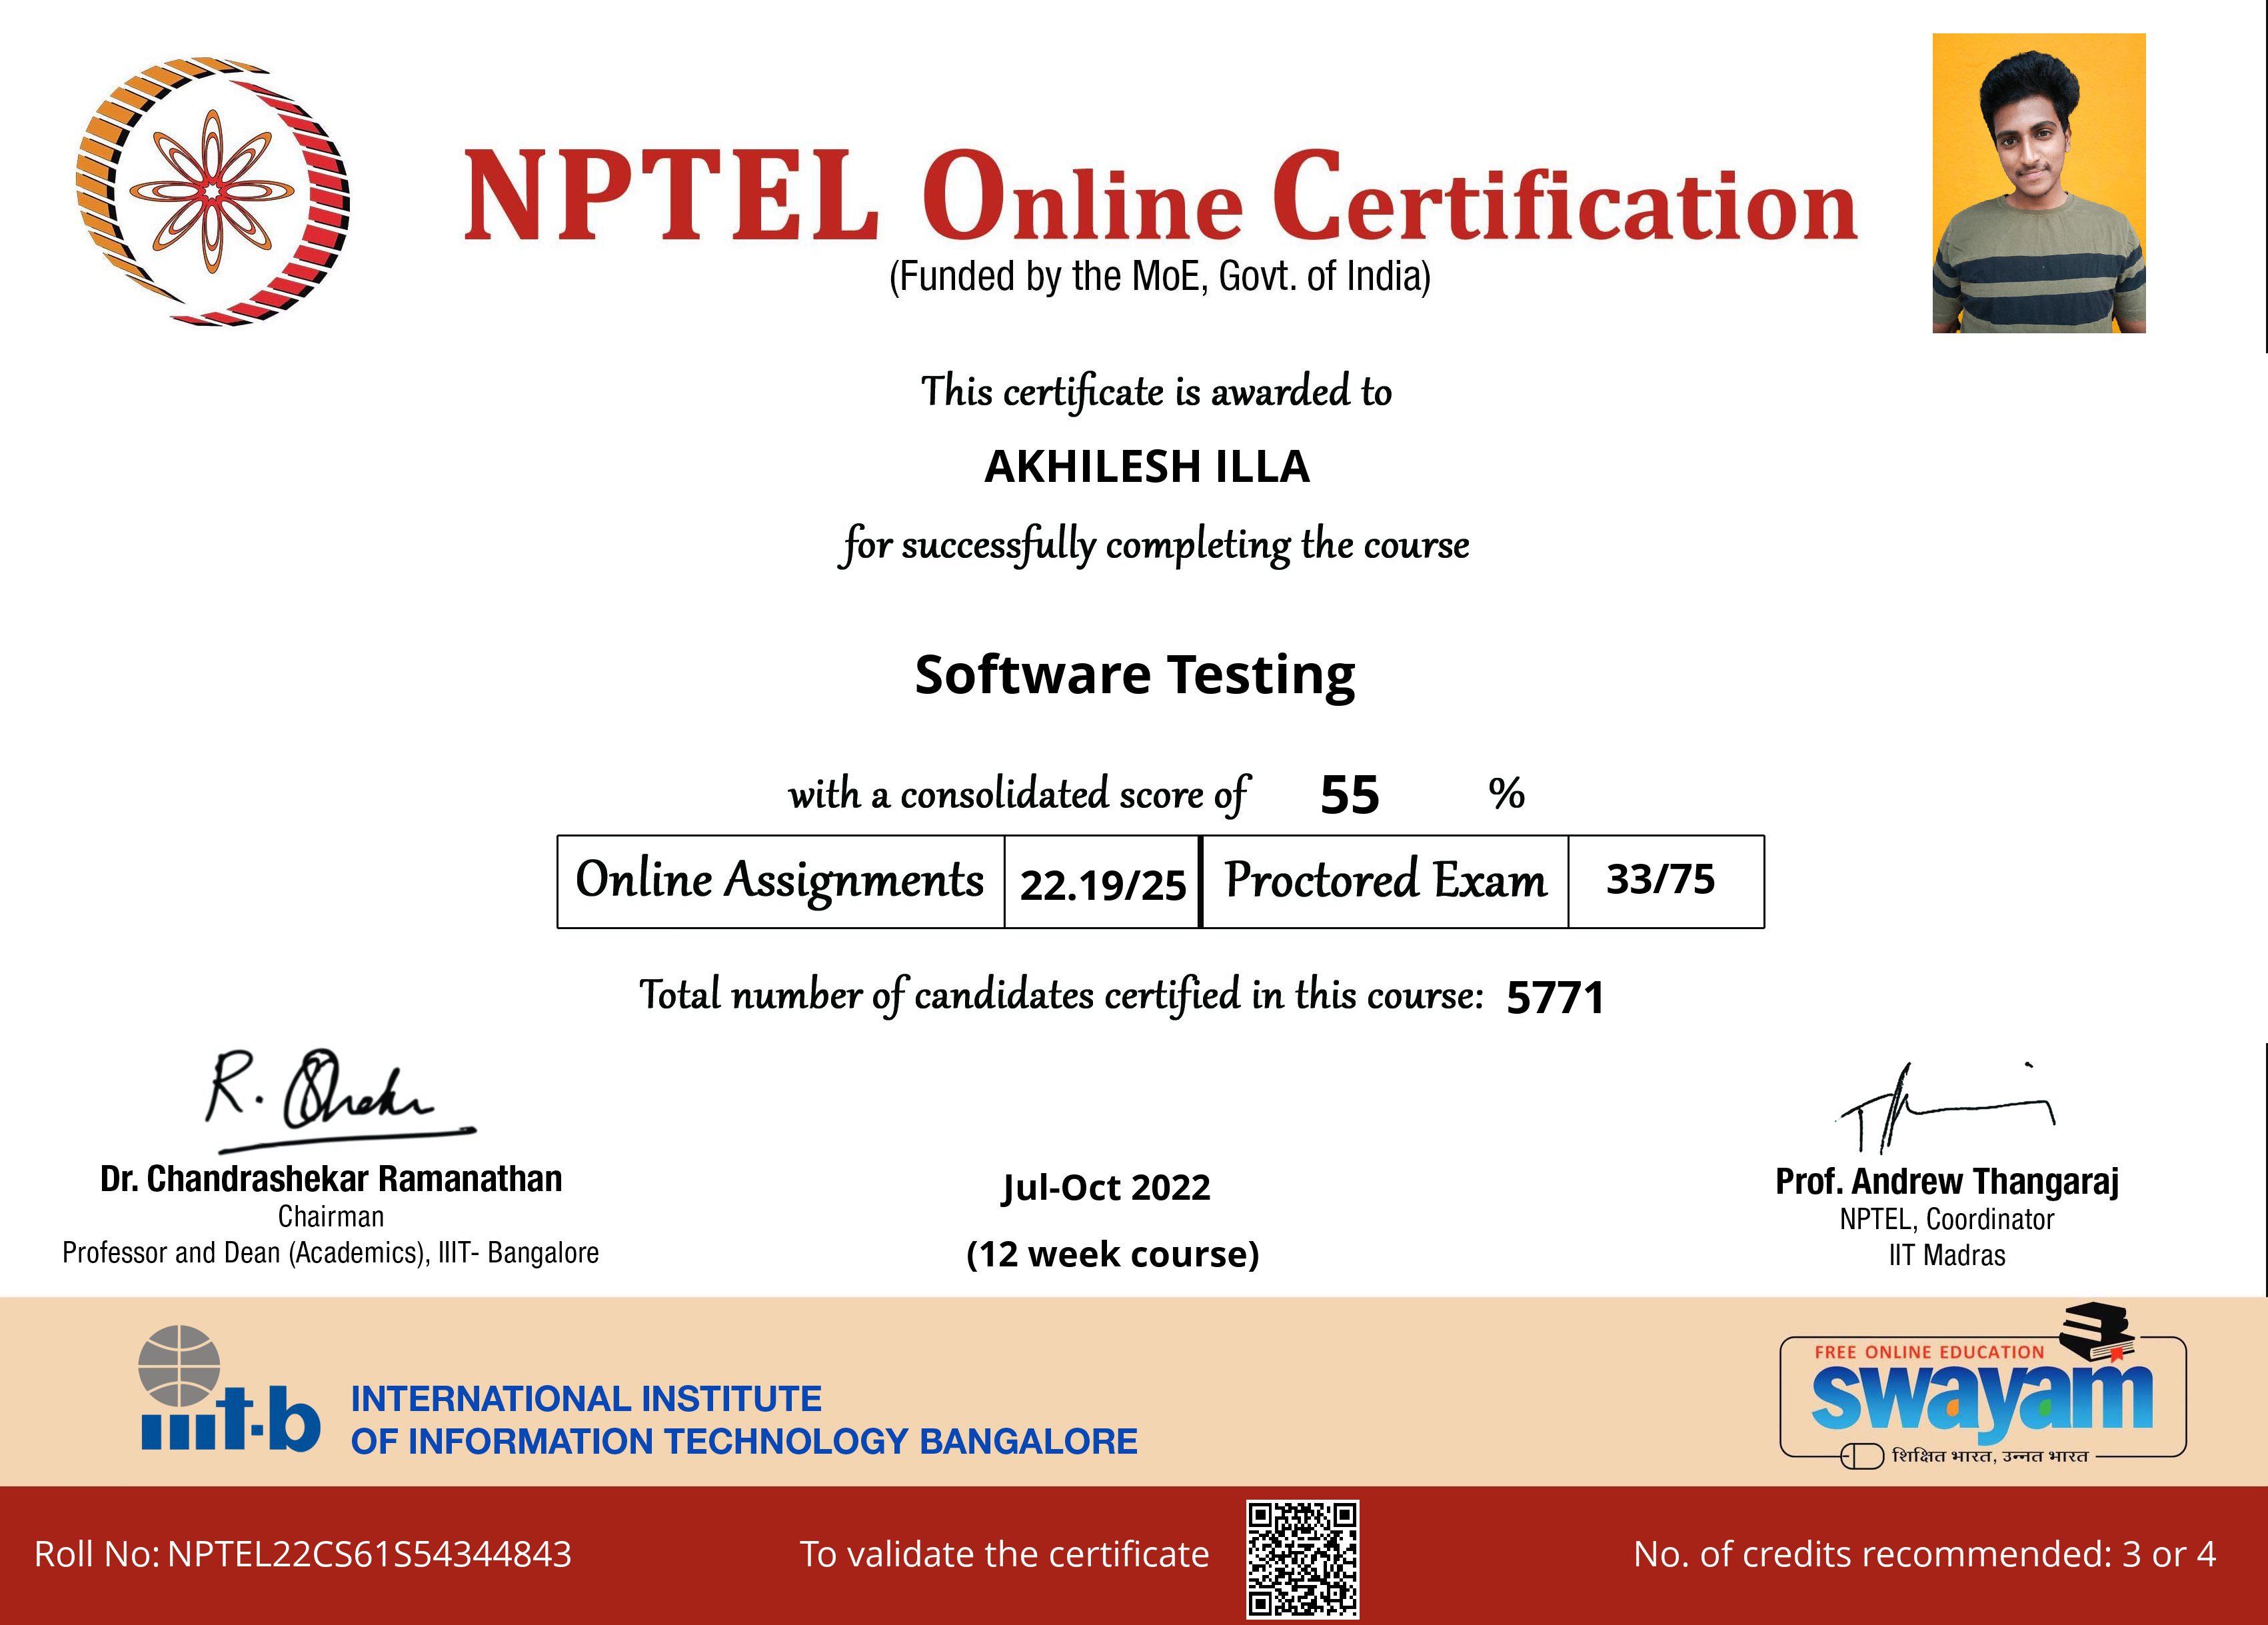 NPTEL Online Certification
(Funded by the MoE, Govt. of India)
This certificate is awarded to
AKHILESH ILLA
for successfully completing the course
Software Testing
with a consolidated score of 55 %
Online Assignments 22.19/25 Proctored Exam 33/75
Total number of candidates certified in this course: 5771
R. Shekar
Dr. Chandrashekar Ramanathan
Chairman
Professor and Dean (Academics), IIIT- Bangalore
Jul-Oct 2022
(12 week course)
Prof. Andrew Thangaraj
NPTEL, Coordinator
IIT Madras
iiit-b
INTERNATIONAL INSTITUTE
OF INFORMATION TECHNOLOGY BANGALORE
FREE ONLINE EDUCATION
swayam
शिक्षित भारत, उन्नत भारत
Roll No: NPTEL22CS61S54344843
To validate the certificate
No. of credits recommended: 3 or 4